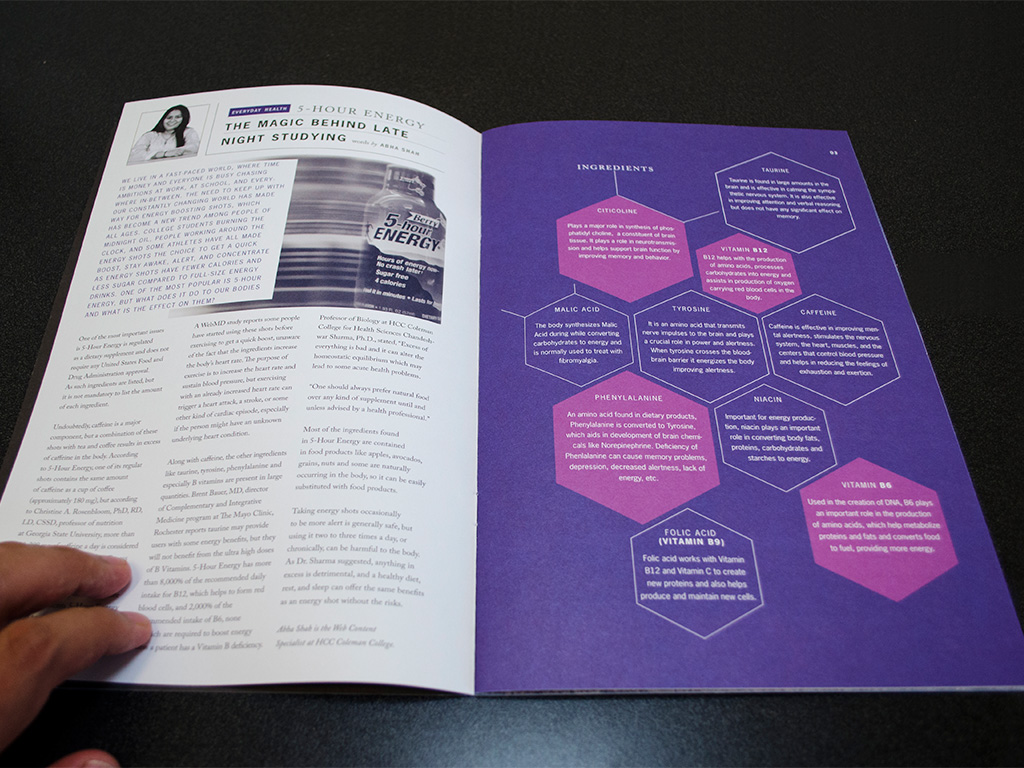 EVERYDAY HEALTH 5-HOUR ENERGY
THE MAGIC BEHIND LATE
NIGHT STUDYING words by ABHA SHAH
WE LIVE IN A FAST-PACED WORLD, WHERE TIME
IS MONEY AND EVERYONE IS BUSY CHASING
AMBITIONS AT WORK, AT SCHOOL, AND EVERY-
WHERE IN-BETWEEN. THE NEED TO KEEP UP WITH
OUR CONSTANTLY CHANGING WORLD HAS MADE
WAY FOR ENERGY BOOSTING SHOTS, WHICH
HAS BECOME A NEW TREND AMONG PEOPLE OF
ALL AGES. COLLEGE STUDENTS BURNING THE
MIDNIGHT OIL, PEOPLE WORKING AROUND THE
CLOCK, AND SOME ATHLETES HAVE ALL MADE
ENERGY SHOTS THE CHOICE TO GET A QUICK
BOOST, STAY AWAKE, ALERT, AND CONCENTRATE
AS ENERGY SHOTS HAVE FEWER CALORIES AND
LESS SUGAR COMPARED TO FULL-SIZE ENERGY
DRINKS. ONE OF THE MOST POPULAR IS 5-HOUR
ENERGY, BUT WHAT DOES IT DO TO OUR BODIES
AND WHAT IS THE EFFECT ON THEM?
Berry
5-hour
ENERGY
Hours of energy now
No crash later
Sugar free
4 calories
in minutes • Lasts for
One of the most important issues
is 5-Hour Energy is regulated
as a dietary supplement and does not
require any United States Food and
Drug Administration approval.
As such ingredients are listed, but
it is not mandatory to list the amount
of each ingredient.
Undoubtedly, caffeine is a major
component, but a combination of these
shots with tea and coffee results in excess
of caffeine in the body. According
to 5-Hour Energy, one of its regular
shots contains the same amount
of caffeine as a cup of coffee
(approximately 180 mg), but according
to Christine A. Rosenbloom, PhD, RD,
LD, CSSD, professor of nutrition
at Georgia State University, more than
caffeine a day is considered
A WebMD study reports some people
have started using these shots before
exercising to get a quick boost, unaware
of the fact that the ingredients increase
the body's heart rate. The purpose of
exercise is to increase the heart rate and
sustain blood pressure, but exercising
with an already increased heart rate can
trigger a heart attack, a stroke, or some
other kind of cardiac episode, especially
if the person might have an unknown
underlying heart condition.
Along with caffeine, the other ingredients
like taurine, tyrosine, phenylalanine and
especially B vitamins are present in large
quantities. Brent Bauer, MD, director
of Complementary and Integrative
Medicine program at The Mayo Clinic,
Rochester reports taurine may provide
users with some energy benefits, but they
will not benefit from the ultra high doses
of B Vitamins. 5-Hour Energy has more
than 8,000% of the recommended daily
intake for B12, which helps to form red
blood cells, and 2,000% of the
intake of B6, none
are required to boost energy
a patient has a Vitamin B deficiency.
Professor of Biology at HCC Coleman
College for Health Sciences Chandrdu-
war Sharma, Ph.D., stated, "Excess of
everything is bad and it can alter the
homeostatic equilibrium which may
lead to some acute health problems.
"One should always prefer natural food
over any kind of supplement until and
unless advised by a health professional."
Most of the ingredients found
in 5-Hour Energy are contained
in food products like apples, avocados,
grains, nuts and some are naturally
occurring in the body, so it can be easily
substituted with food products.
Taking energy shots occasionally
to be more alert is generally safe, but
using it two to three times a day, or
chronically, can be harmful to the body.
As Dr. Sharma suggested, anything in
excess is detrimental, and a healthy diet,
rest, and sleep can offer the same benefits
as an energy shot without the risks.
Abha Shah is the Web Content
Specialist at HCC Coleman College.
INGREDIENTS
TAURINE
Taurine is found in large amounts in the
brain and is effective in calming the sympa-
thetic nervous system. It is also effective
in improving attention and verbal reasoning
but does not have any significant effect on
memory.
CITICOLINE
Plays a major role in synthesis of phos-
phatidyl choline, a constituent of brain
tissue. It plays a role in neurotransmis-
sion and helps support brain function by
improving memory and behavior.
VITAMIN B12
B12 helps with the production
of amino acids, processes
carbohydrates into energy and
assists in production of oxygen
carrying red blood cells in the
body.
MALIC ACID
The body synthesizes Malic
Acid during while converting
carbohydrates to energy and
is normally used to treat with
fibromyalgia.
TYROSINE
It is an amino acid that transmits
nerve impulses to the brain and plays
a crucial role in power and alertness.
When tyrosine crosses the blood-
brain barrier it energizes the body
improving alertness.
CAFFEINE
Caffeine is effective in improving men-
tal alertness, stimulates the nervous
system, the heart, muscles, and the
centers that control blood pressure
and helps in reducing the feelings of
exhaustion and exertion.
PHENYLALANINE
An amino acid found in dietary products,
Phenylalanine is converted to Tyrosine,
which aids in development of brain chemi-
cals like Norepinephrine. Deficiency of
Phenlalanine can cause memory problems,
depression, decreased alertness, lack of
energy, etc.
NIACIN
Important for energy produc-
tion, niacin plays an important
role in converting body fats,
proteins, carbohydrates and
starches to energy.
VITAMIN B6
Used in the creation of DNA, B6 plays
an important role in the production
of amino acids, which help metabolize
proteins and fats and converts food
to fuel, providing more energy.
FOLIC ACID
(VITAMIN B9)
Folic acid works with Vitamin
B12 and Vitamin C to create
new proteins and also helps
produce and maintain new cells.